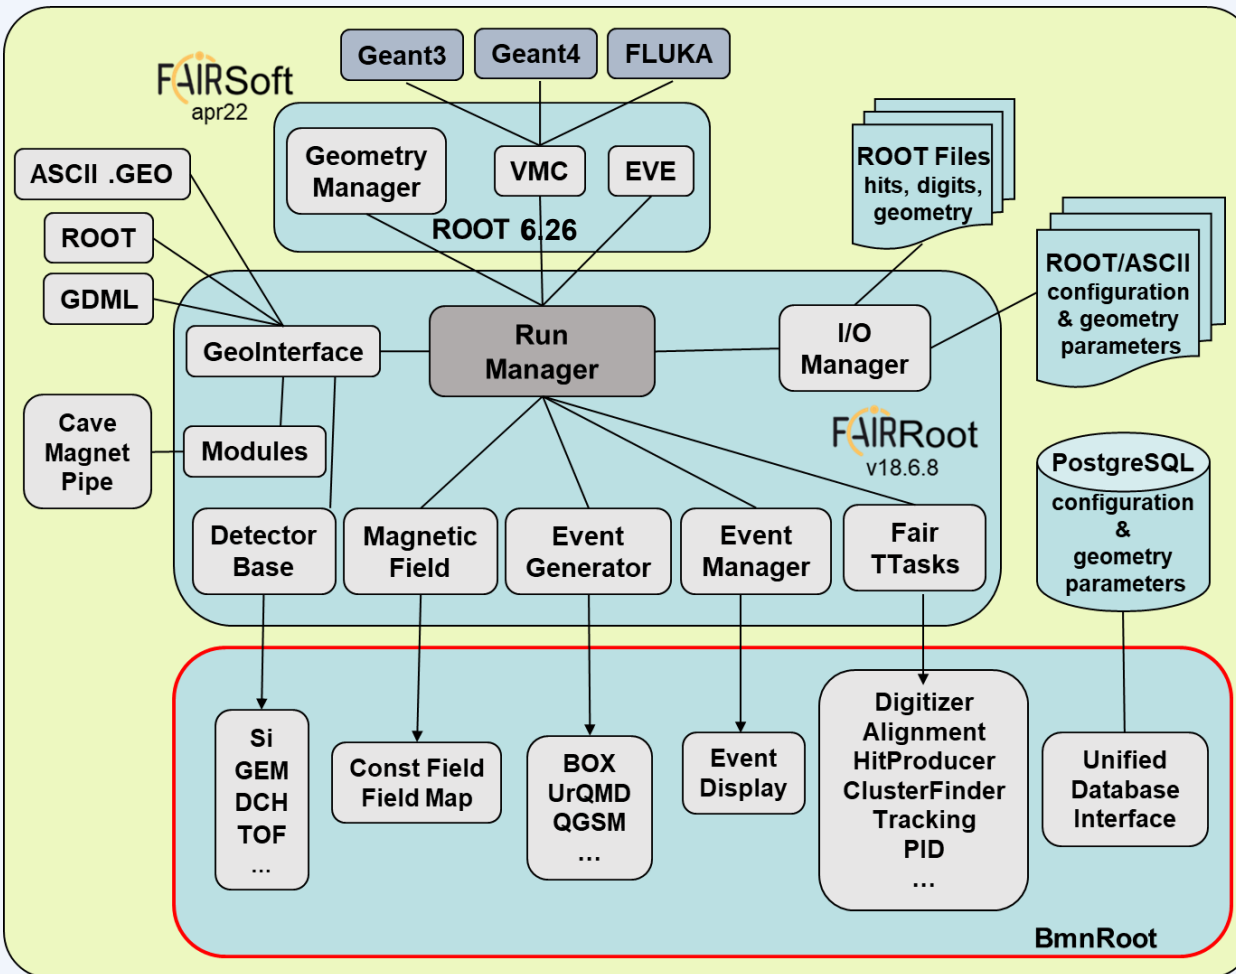 Geant3
Geant4
FLUKA
FAIRSoft
apr22
Geometry
Manager
VMC
EVE
ROOT 6.26
ROOT Files
hits, digits,
geometry
ASCII .GEO
ROOT
GDML
ROOT/ASCII
configuration
& geometry
parameters
GeoInterface
Run
Manager
I/O
Manager
Cave
Magnet
Pipe
Modules
FAIRRoot
v18.6.8
PostgreSQL
configuration
&
geometry
parameters
Detector
Base
Magnetic
Field
Event
Generator
Event
Manager
Fair
TTasks
Si
GEM
DCH
TOF
...
Const Field
Field Map
BOX
UrQMD
QGSM
...
Event
Display
Digitizer
Alignment
HitProducer
ClusterFinder
Tracking
PID
...
Unified
Database
Interface
BmnRoot